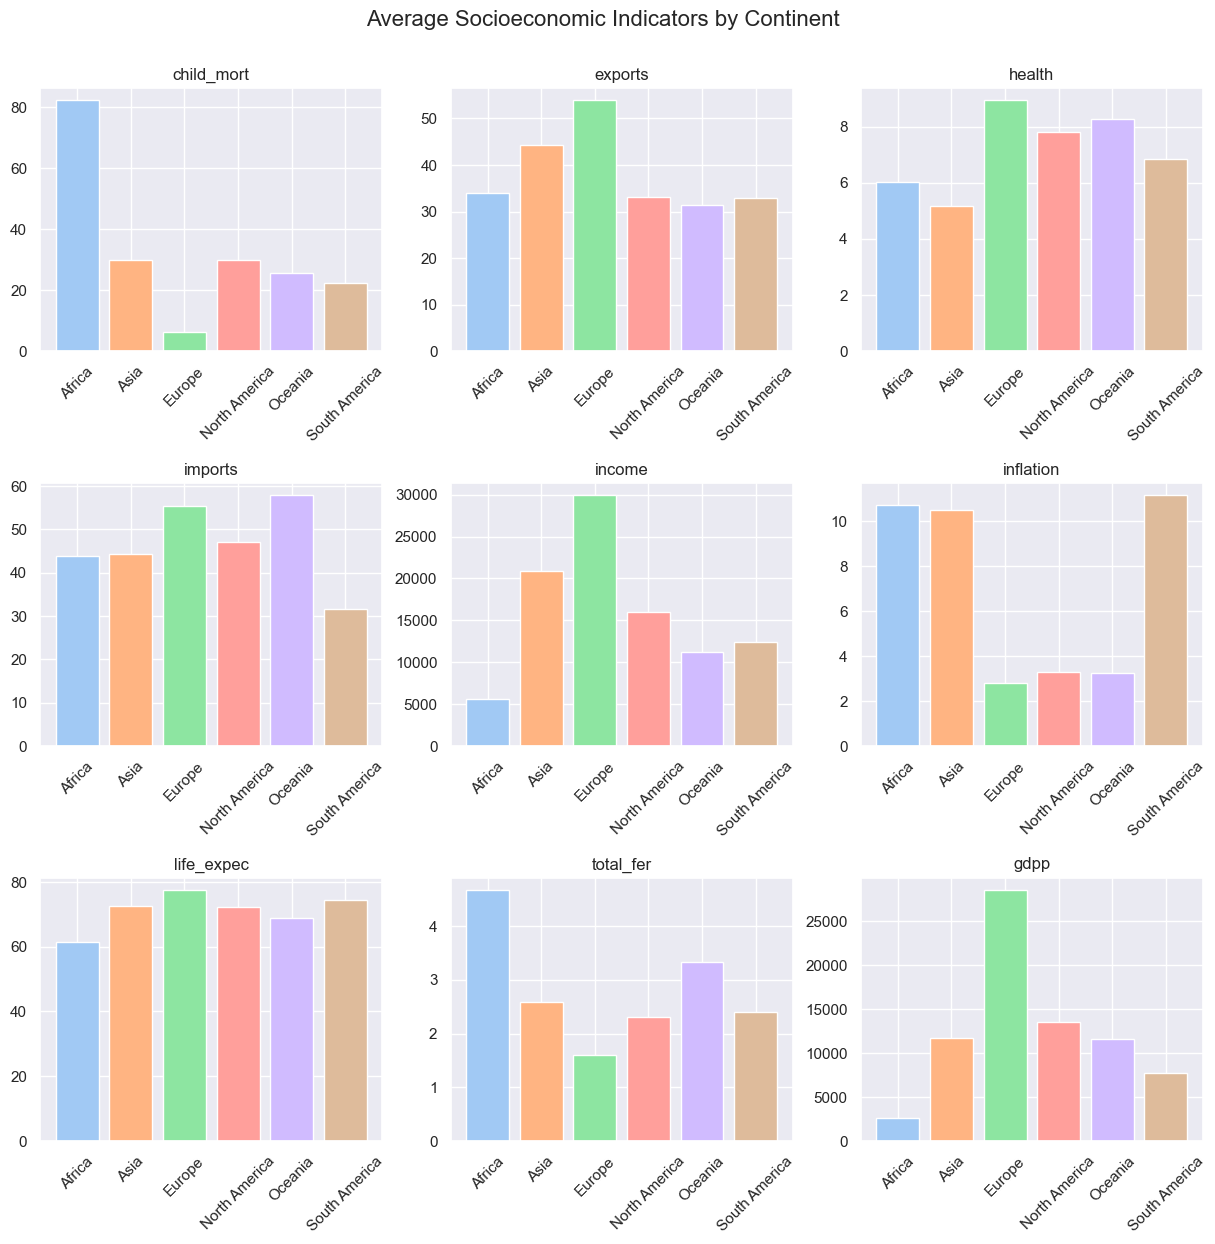 Average Socioeconomic Indicators by Continent
child_mort
80
60
40
20
0
Africa
Asia
Europe
North America
Oceania
South America
exports
50
40
30
20
10
0
Africa
Asia
Europe
North America
Oceania
South America
health
8
6
4
2
0
Africa
Asia
Europe
North America
Oceania
South America
imports
60
50
40
30
20
10
0
Africa
Asia
Europe
North America
Oceania
South America
income
30000
25000
20000
15000
10000
5000
0
Africa
Asia
Europe
North America
Oceania
South America
inflation
10
8
6
4
2
0
Africa
Asia
Europe
North America
Oceania
South America
life_expec
80
60
40
20
0
Africa
Asia
Europe
North America
Oceania
South America
total_fer
4
3
2
1
0
Africa
Asia
Europe
North America
Oceania
South America
gdpp
25000
20000
15000
10000
5000
0
Africa
Asia
Europe
North America
Oceania
South America